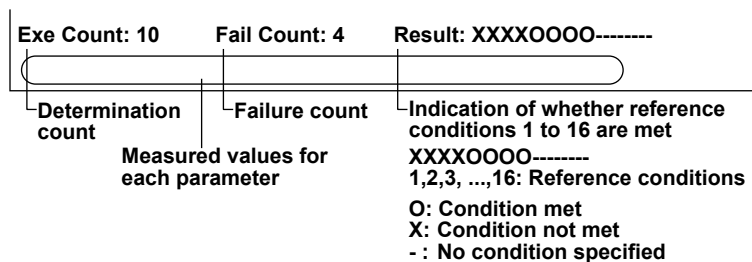 Exe Count: 10 Fail Count: 4 Result: XXXXOOOO--------
Determination
count
Failure count
Measured values for
each parameter
Indication of whether reference
conditions 1 to 16 are met
XXXXOOOO--------
1,2,3, ...,16: Reference conditions
O: Condition met
X: Condition not met
- : No condition specified